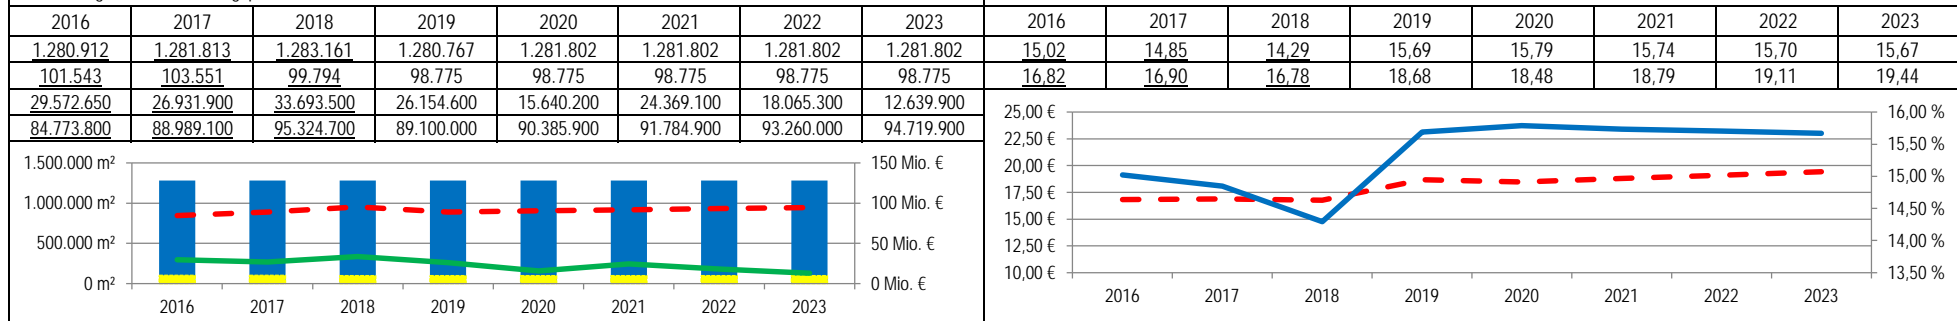 2016 2017 2018 2019 2020 2021 2022 2023
1.280.912 1.281.813 1.283.161 1.280.767 1.281.802 1.281.802 1.281.802 1.281.802
101.543 103.551 99.794 98.775 98.775 98.775 98.775 98.775
29.572.650 26.931.900 33.693.500 26.154.600 15.640.200 24.369.100 18.065.300 12.639.900
84.773.800 88.989.100 95.324.700 89.100.000 90.385.900 91.784.900 93.260.000 94.719.900
1.500.000 m² 150 Mio. €
1.000.000 m² 100 Mio. €
500.000 m² 50 Mio. €
0 m² 0 Mio. €
2016 2017 2018 2019 2020 2021 2022 2023
2016 2017 2018 2019 2020 2021 2022 2023
15,02 14,85 14,29 15,69 15,79 15,74 15,70 15,67
16,82 16,90 16,78 18,68 18,48 18,79 19,11 19,44
25,00 € 16,00 %
22,50 € 15,50 %
20,00 € 15,00 %
17,50 € 14,50 %
15,00 € 14,00 %
12,50 € 13,50 %
10,00 €
2016 2017 2018 2019 2020 2021 2022 2023